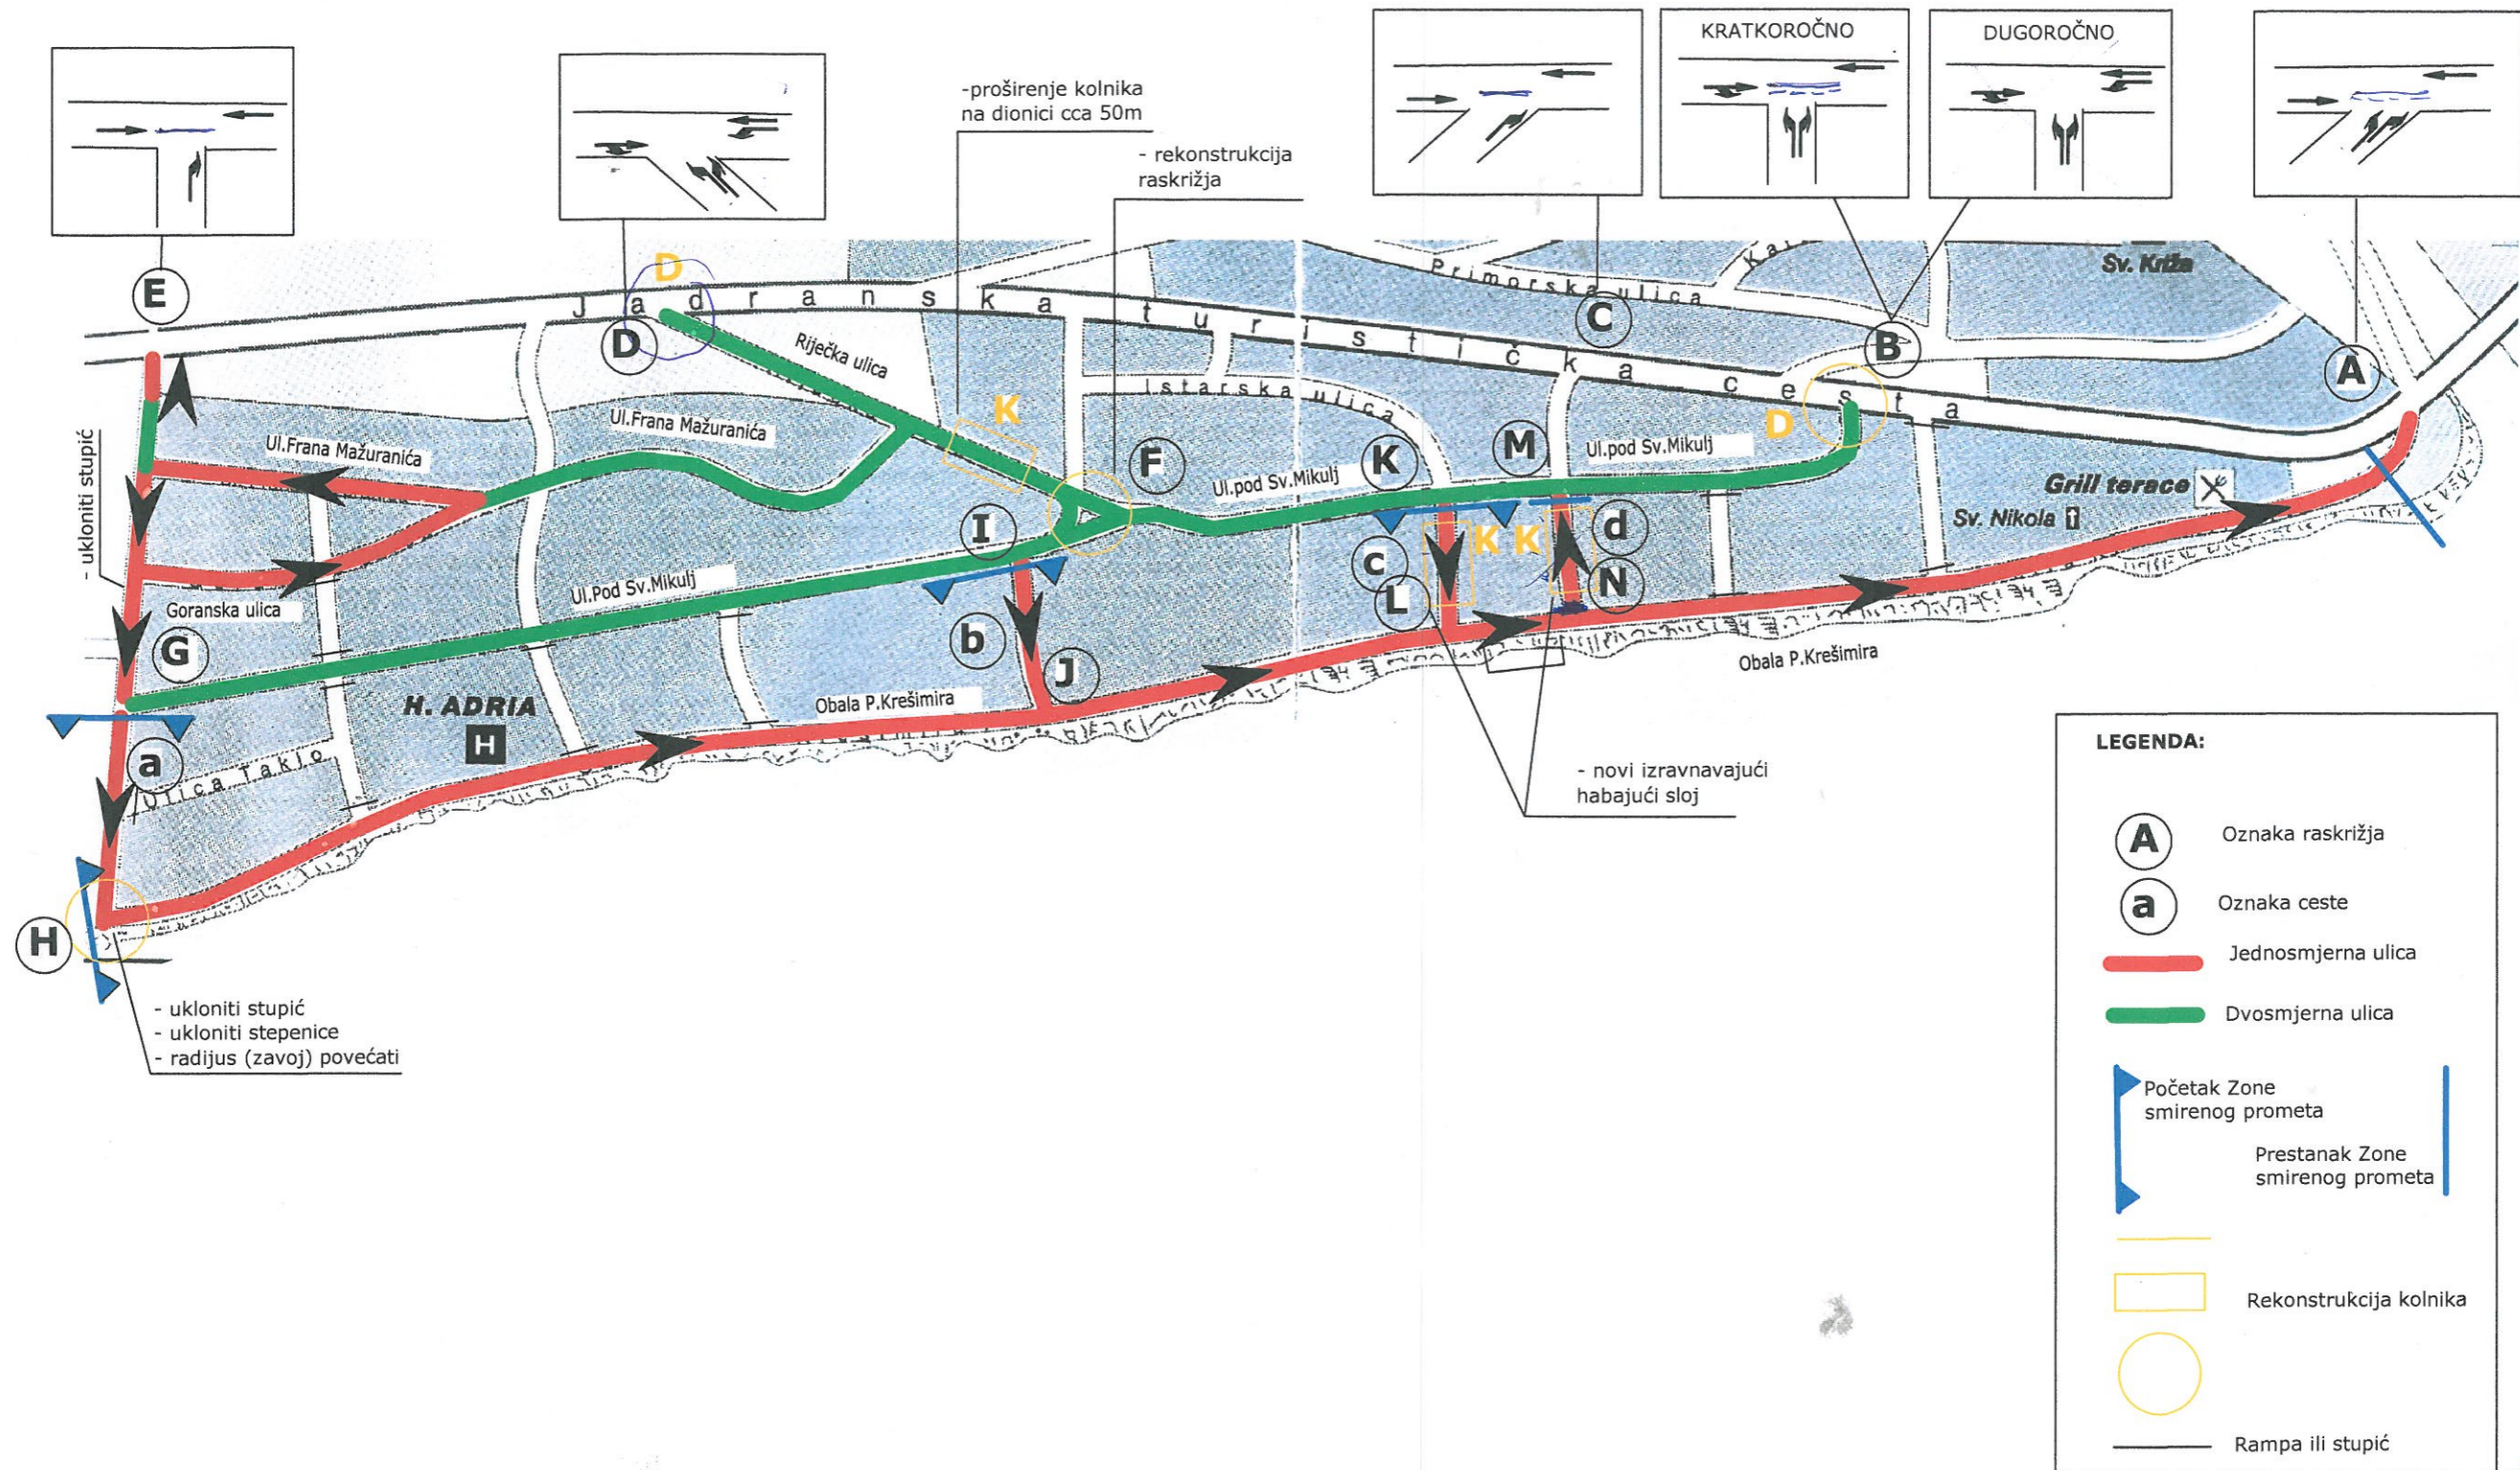 KRATKOROČNO
DUGOROČNO
-proširenje kolnika
na dionici cca 50m
- rekonstrukcija
raskrižja
E
D
D
Jadranska turistička cesta
Primorska ulica
C
B
A
Sv. Križa
Riječka ulica
Istarska ulica
K
Ul.Frana Mažuranića
Ul.Frana Mažuranića
- ukloniti stupić
F
Ul.pod Sv.Mikulj
K
M
Ul.pod Sv.Mikulj
D
Grill terace
Sv. Nikola
I
c
K
K
d
L
N
Ul.Pod Sv.Mikulj
Goranska ulica
G
b
J
Obala P.Krešimira
Obala P.Krešimira
H. ADRIA
H
a
Ulica Taklo
- novi izravnavajući
habajući sloj
H
- ukloniti stupić
- ukloniti stepenice
- radijus (zavoj) povećati
LEGENDA:
A Oznaka raskrižja
a Oznaka ceste
Jednosmjerna ulica
Dvosmjerna ulica
Početak Zone
smirenog prometa
Prestanak Zone
smirenog prometa
Rekonstrukcija kolnika
Rampa ili stupić